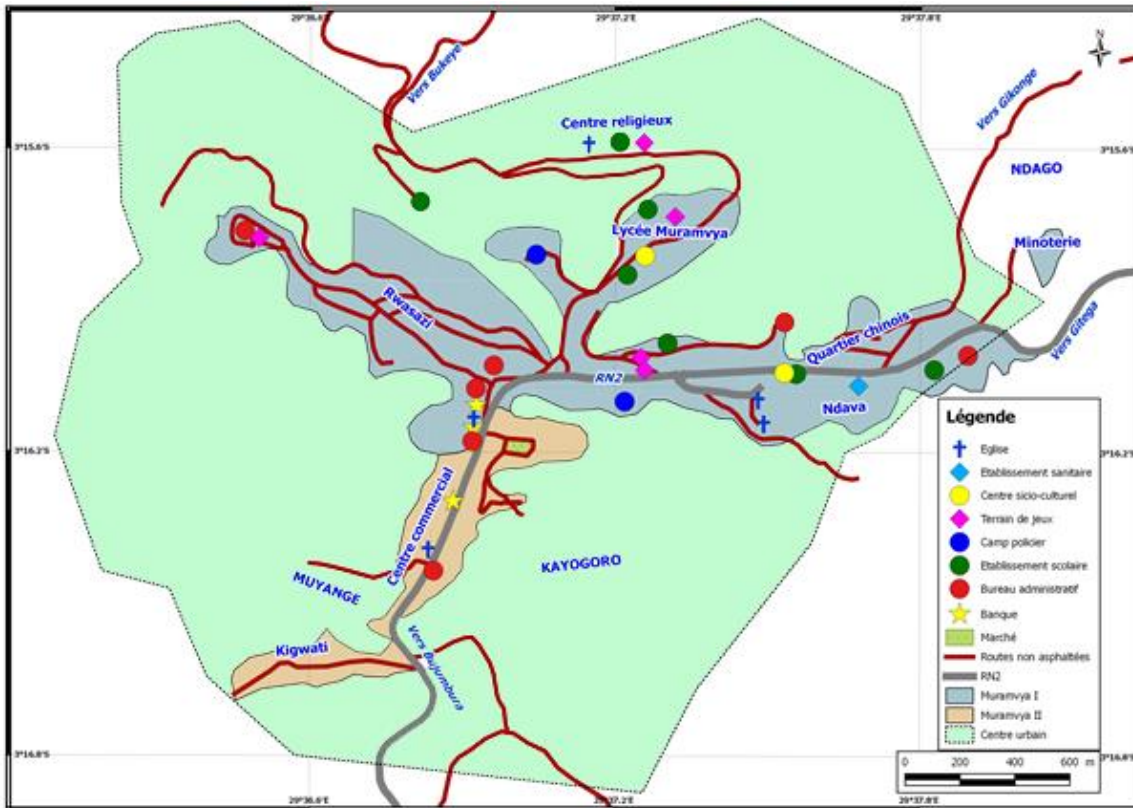 29°36.6'E 29°37.2'E 29°37.8'E
Vers Bukeye
Vers Gikonge
Centre religieux
3°15.6'S 3°15.6'S
NDAGO
Lycée Muramvya
Minoterie
Rwasazi
Quartier chinois
Vers Gitega
RN2
Ndava
3°16.2'S 3°16.2'S
Centre commercial
MUYANGE
KAYOGORO
Kigwati
Vers Bujumbura
3°16.8'S 3°16.8'S
29°36.6'E 29°37.2'E 29°37.8'E
Légende
Eglise
Etablissement sanitaire
Centre sicio-culturel
Terrain de jeux
Camp policier
Etablissement scolaire
Bureau administratif
Banque
Marché
Routes non asphaltées
RN2
Muramvya I
Muramvya II
Centre urbain
0 200 400 600 m